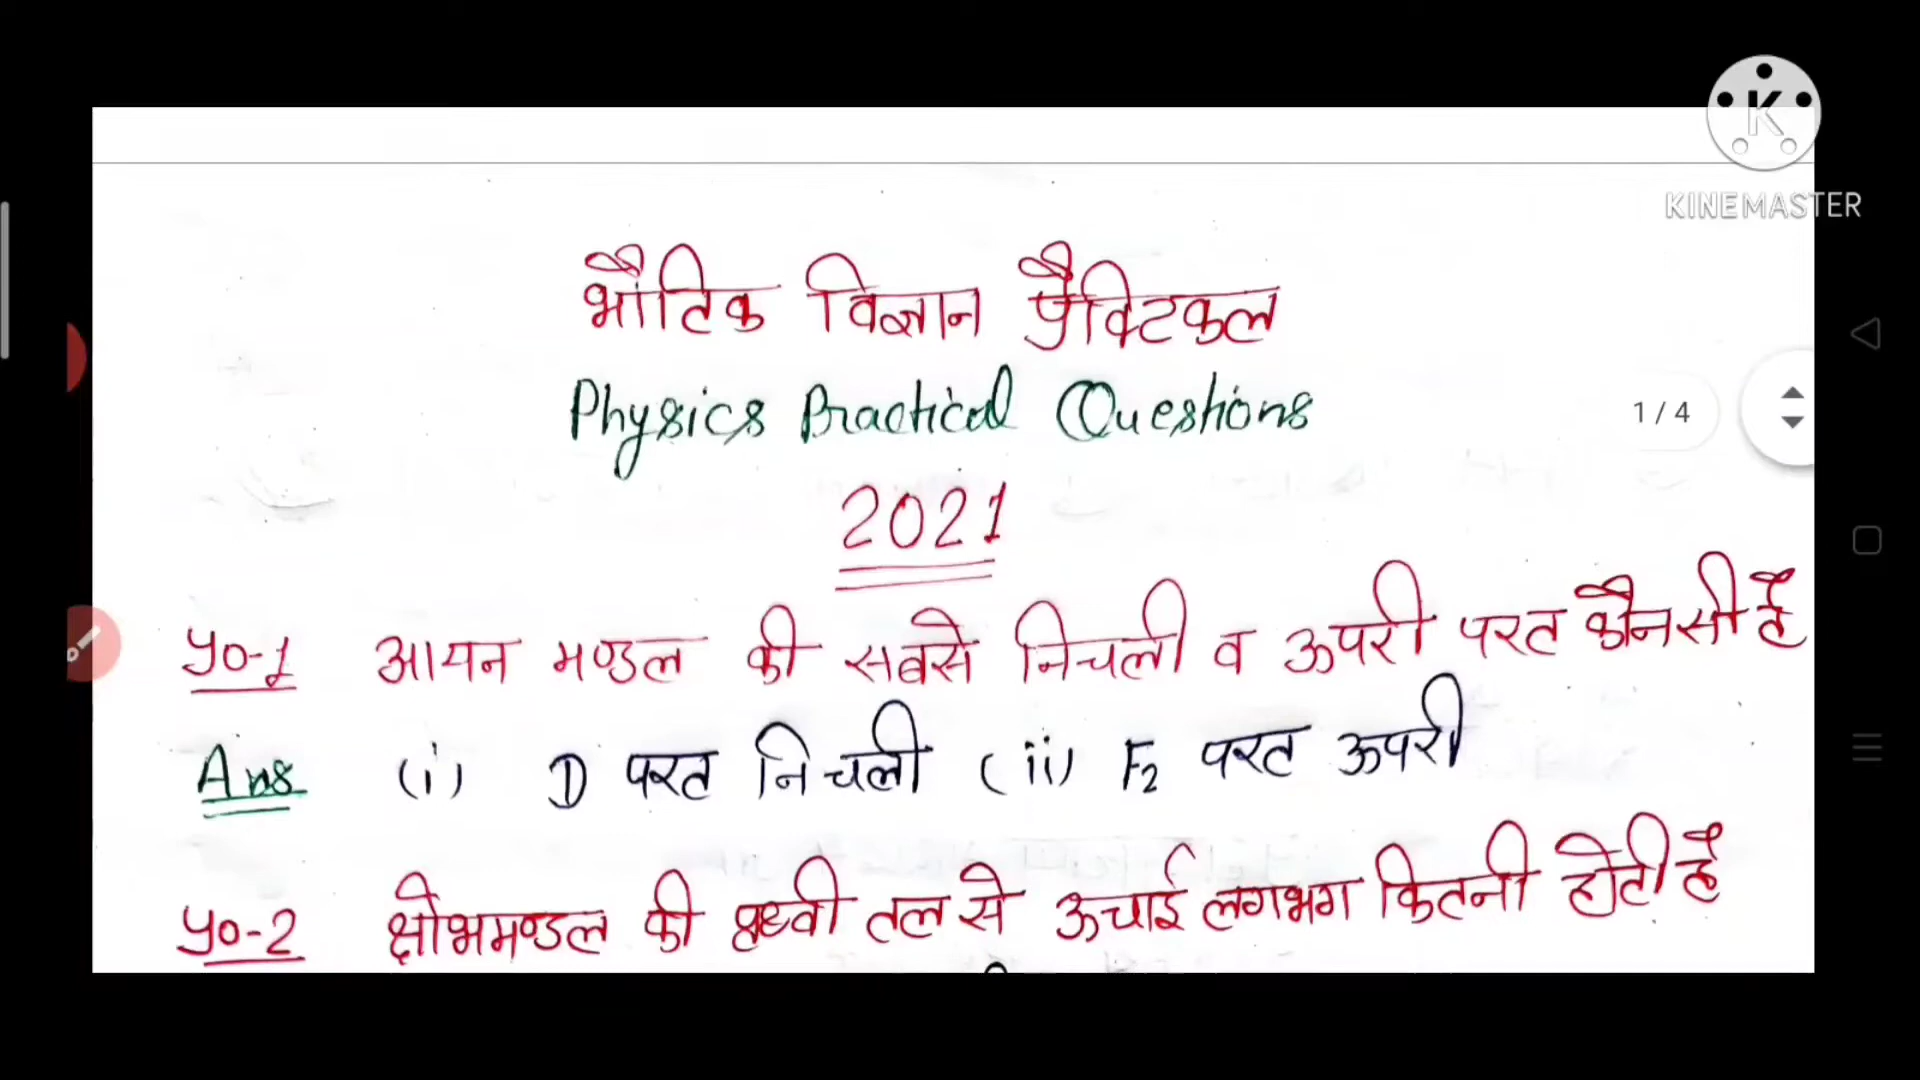 KINEMASTER
भौतिक विज्ञान प्रैक्टिकल
Physics Practical Questions
1 / 4
2021
प्र०-1 आयन मण्डल की सबसे निचली व ऊपरी परत कौनसी है
Ans (i) D परत निचली (ii) F₂ परत ऊपरी
प्र०-2 क्षोभमण्डल की पृथ्वी तल से ऊचाई लगभग कितनी होती है